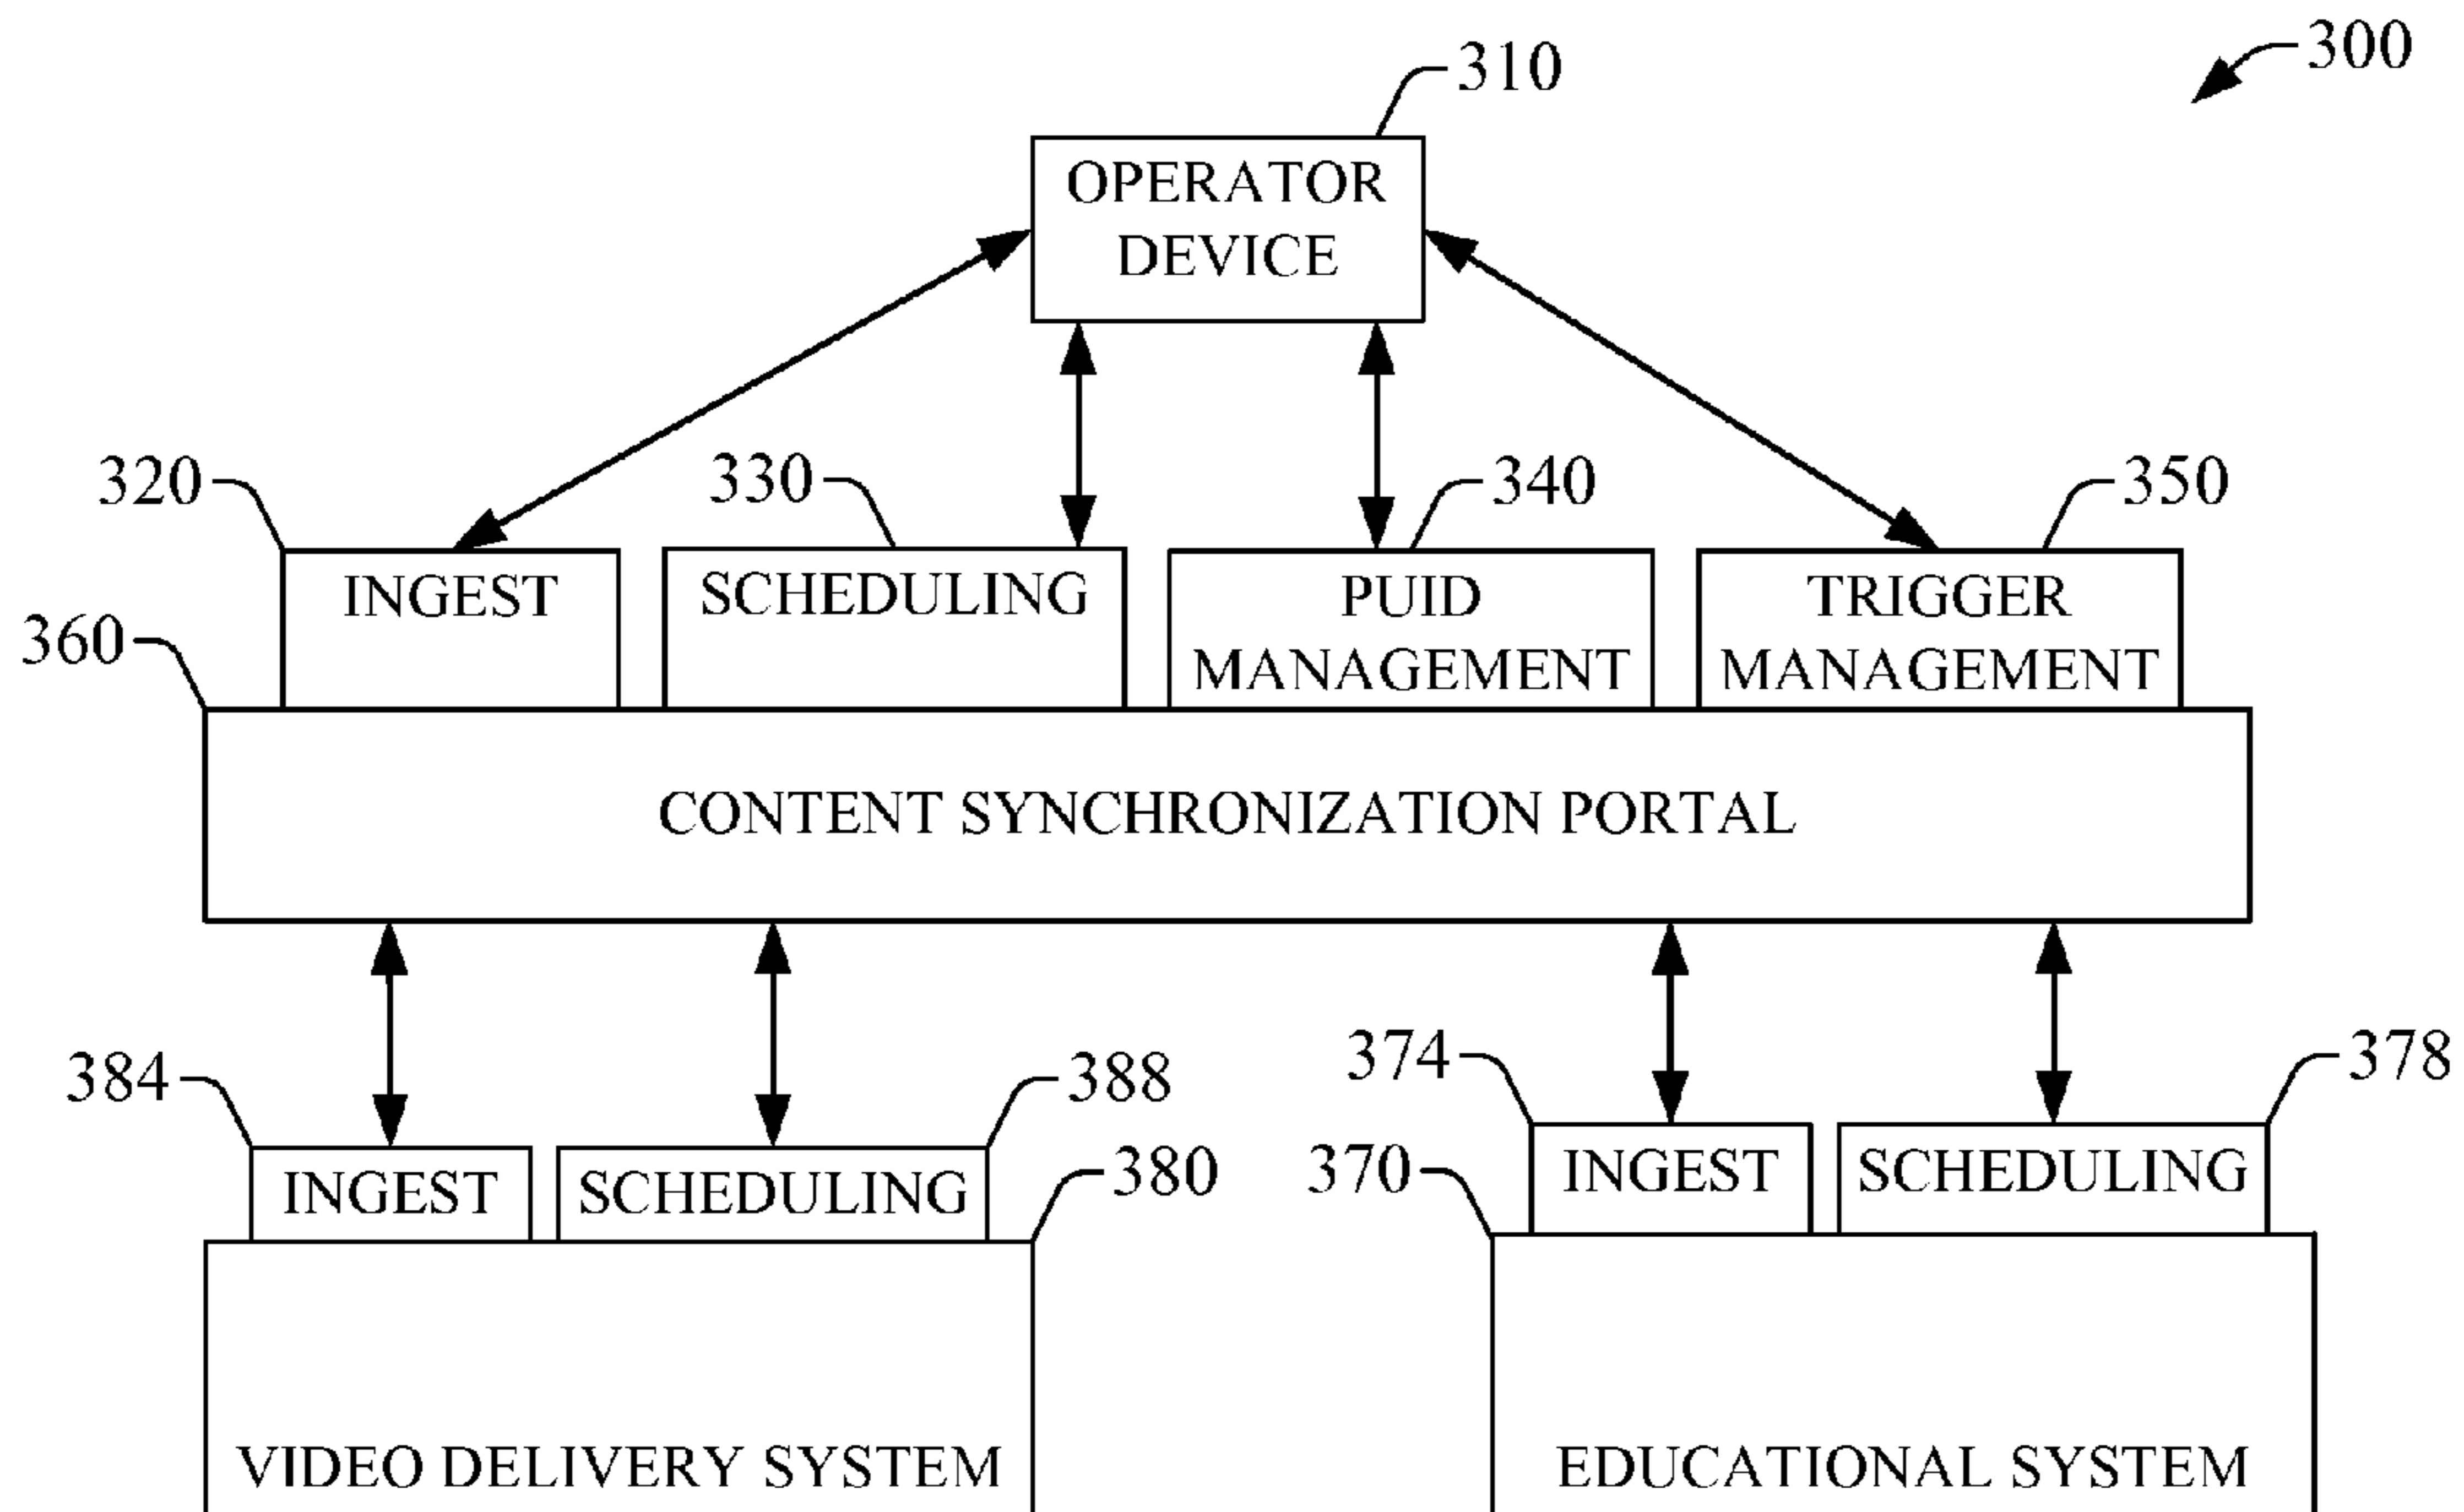 300
310
OPERATOR
DEVICE
320
330
340
350
INGEST
SCHEDULING
PUID
MANAGEMENT
TRIGGER
MANAGEMENT
360
CONTENT SYNCHRONIZATION PORTAL
384
388
374
378
INGEST
SCHEDULING
380
370
INGEST
SCHEDULING
VIDEO DELIVERY SYSTEM
EDUCATIONAL SYSTEM